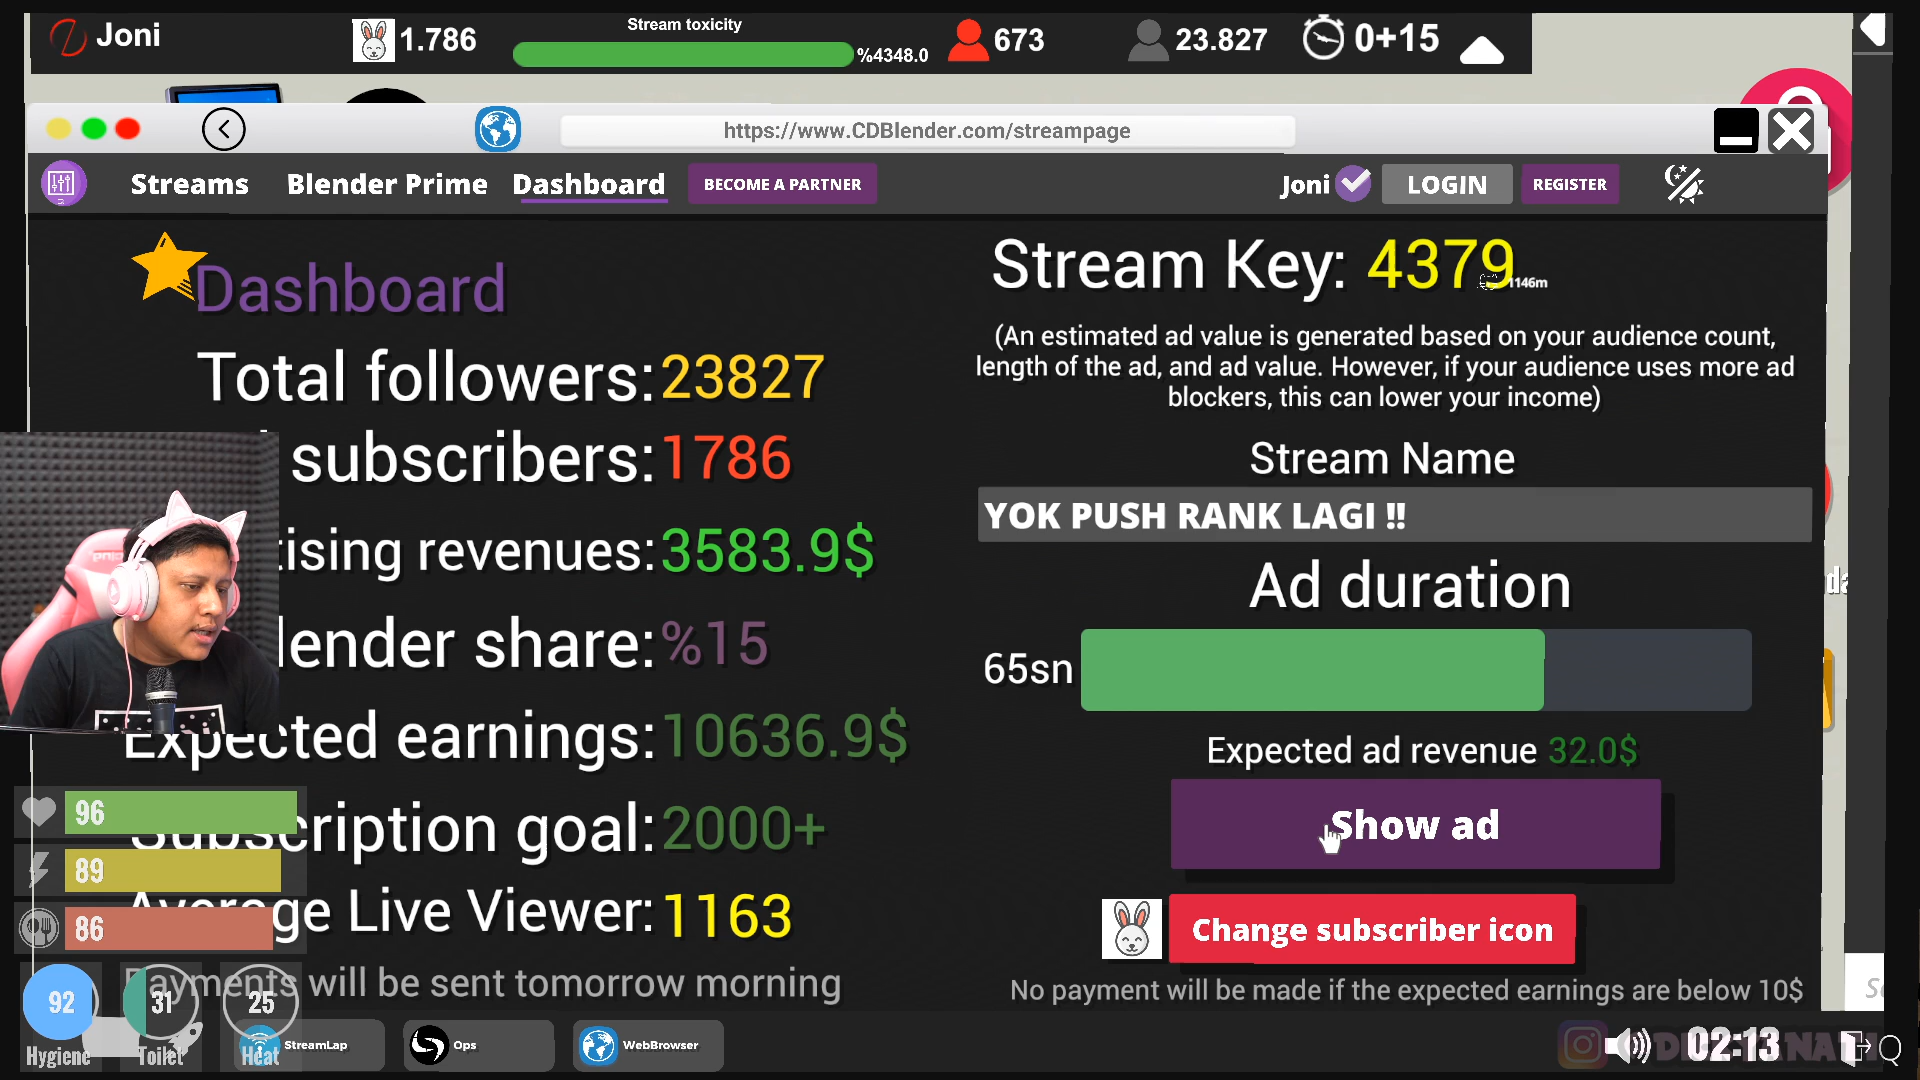 Joni
1.786
Stream toxicity
%4348.0
673
23.827
0+15
https://www.CDBlender.com/streampage
Streams
Blender Prime
Dashboard
BECOME A PARTNER
Joni
LOGIN
REGISTER
Dashboard
Total followers:23827
subscribers:1786
tising revenues:3583.9$
lender share:%15
Expected earnings:10636.9$
Subscription goal:2000+
Average Live Viewer:1163
Payments will be sent tomorrow morning
Stream Key: 4379
1146m
(An estimated ad value is generated based on your audience count,
length of the ad, and ad value. However, if your audience uses more ad
blockers, this can lower your income)
Stream Name
YOK PUSH RANK LAGI !!
Ad duration
65sn
Expected ad revenue 32.0$
Show ad
Change subscriber icon
No payment will be made if the expected earnings are below 10$
96
89
86
92
31
25
Hygiene
Toilet
Heat
StreamLap
Ops
WebBrowser
02:13
Q